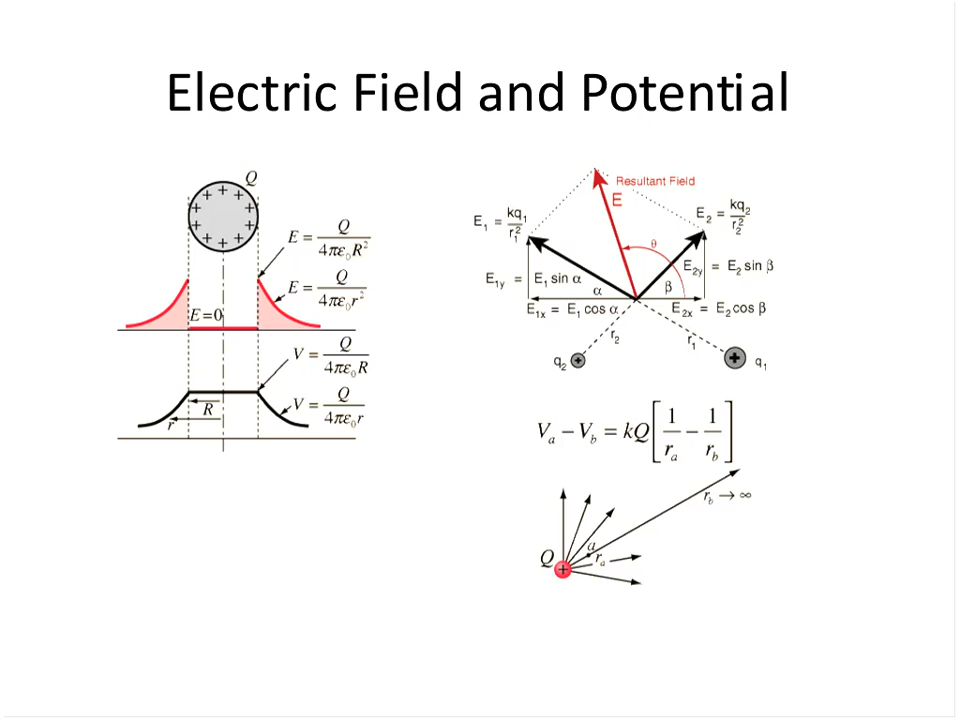 Electric Field and Potential
Q
+ + + + + + + + + +
E = Q / 4πε₀R²
E = Q / 4πε₀r²
E=0
V = Q / 4πε₀R
V = Q / 4πε₀r
R
r
Resultant Field
E
E₁ = kq₁ / r₁²
E₂ = kq₂ / r₂²
θ
E₁y = E₁ sin α
E₂y = E₂ sin β
α
β
E₁x = E₁ cos α
E₂x = E₂ cos β
r₂
r₁
q₂ +
+ q₁
Vₐ − V_b = kQ[1/rₐ − 1/r_b]
r_b → ∞
a
Q
rₐ
+